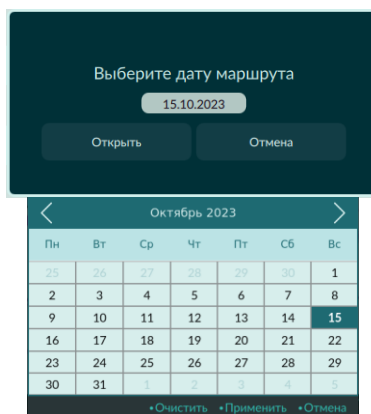 Выберите дату маршрута
15.10.2023
Открыть Отмена
Октябрь 2023
Пн Вт Ср Чт Пт Сб Вс
25 26 27 28 29 30 1
2 3 4 5 6 7 8
9 10 11 12 13 14 15
16 17 18 19 20 21 22
23 24 25 26 27 28 29
30 31 1 2 3 4 5
•Очистить •Применить •Отмена